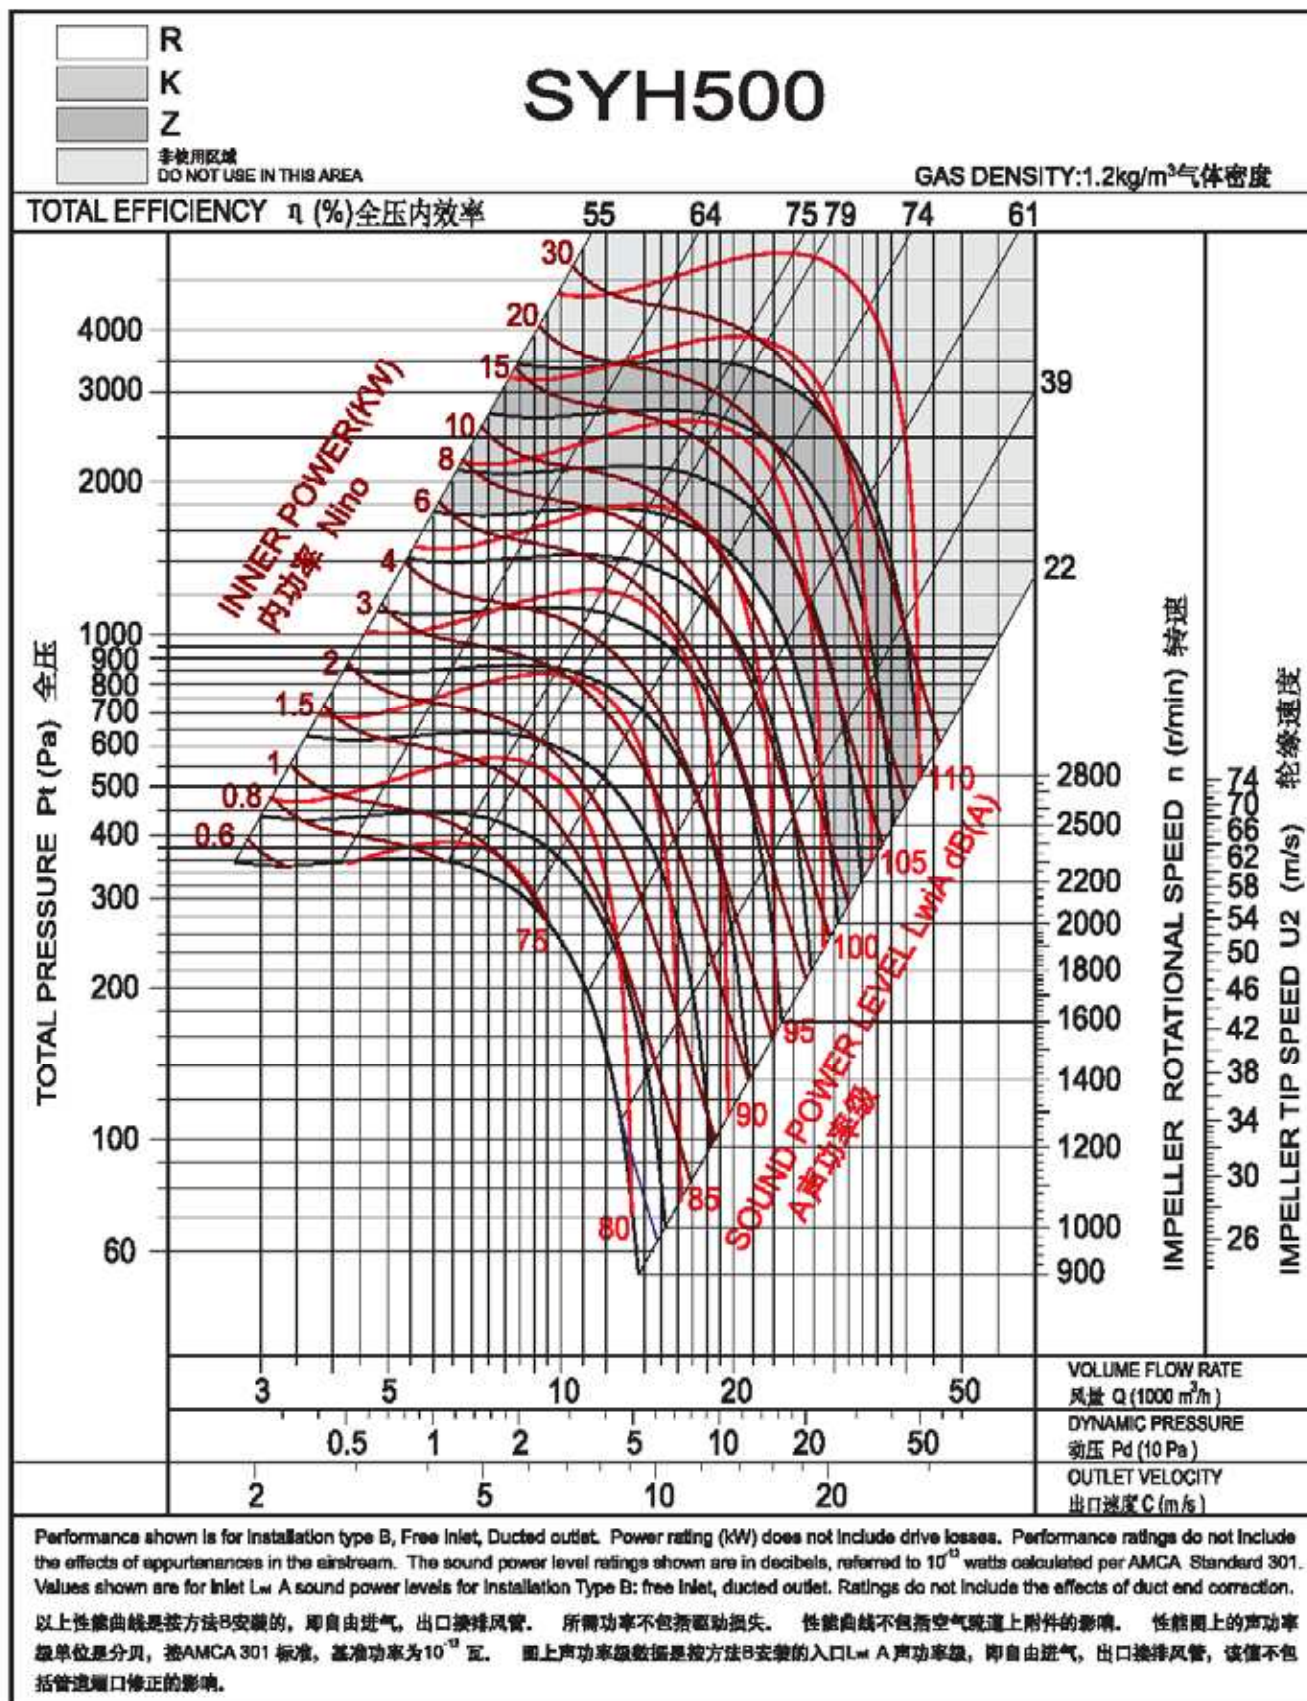 R
K
Z
非使用区域
DO NOT USE IN THIS AREA
SYH500
GAS DENSITY:1.2kg/m³气体密度
TOTAL EFFICIENCY η (%)全压内效率 55 64 75 79 74 61
39
22
TOTAL PRESSURE Pt (Pa) 全压
4000
3000
2000
1000
900
800
700
600
500
400
300
200
100
60
INNER POWER(KW)
内功率 Nino
30
20
15
10
8
6
4
3
2
1.5
1
0.8
0.6
75
80
85
90
95
100
105
110
SOUND POWER LEVEL LwiA dB(A)
A声功率级
2800
2500
2200
2000
1800
1600
1400
1200
1000
900
IMPELLER ROTATIONAL SPEED n (r/min) 转速
74
70
66
62
58
54
50
46
42
38
34
30
26
IMPELLER TIP SPEED U2 (m/s) 轮缘速度
3 5 10 20 50
VOLUME FLOW RATE
风量 Q (1000 m³/h)
0.5 1 2 5 10 20 50
DYNAMIC PRESSURE
动压 Pd (10 Pa)
2 5 10 20
OUTLET VELOCITY
出口速度 C (m/s)
Performance shown is for installation type B, Free inlet, Ducted outlet. Power rating (kW) does not include drive losses. Performance ratings do not include
the effects of appurtenances in the airstream. The sound power level ratings shown are in decibels, referred to 10⁻¹² watts calculated per AMCA Standard 301.
Values shown are for inlet Lwi A sound power levels for Installation Type B: free inlet, ducted outlet. Ratings do not include the effects of duct end correction.
以上性能曲线是按方法B安装的，即自由进气，出口接排风管。 所需功率不包括驱动损失。 性能曲线不包括空气流道上附件的影响。 性能图上的声功率
级单位是分贝，按AMCA 301 标准，基准功率为10⁻¹² 瓦。 图上声功率级数据是按方法B安装的入口Lwi A 声功率级，即自由进气，出口接排风管，该值不包
括管道端口修正的影响。